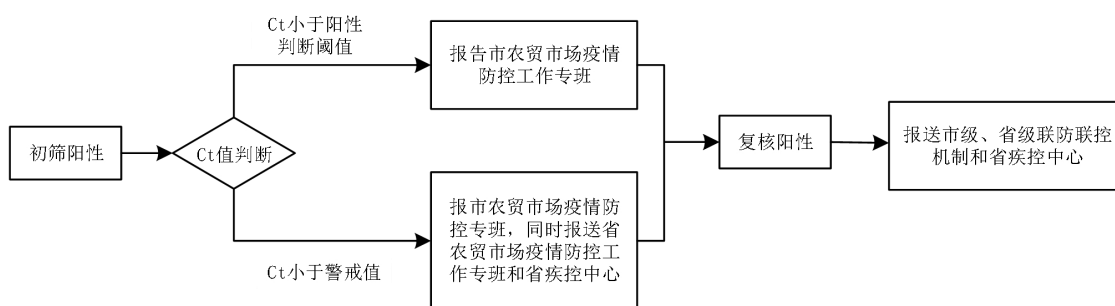 初筛阳性
Ct值判断
Ct小于阳性
判断阈值
报告市农贸市场疫情
防控工作专班
Ct小于警戒值
报市农贸市场疫情防
控专班，同时报送省
农贸市场疫情防控工
作专班和省疾控中心
复核阳性
报送市级、省级联防联控
机制和省疾控中心